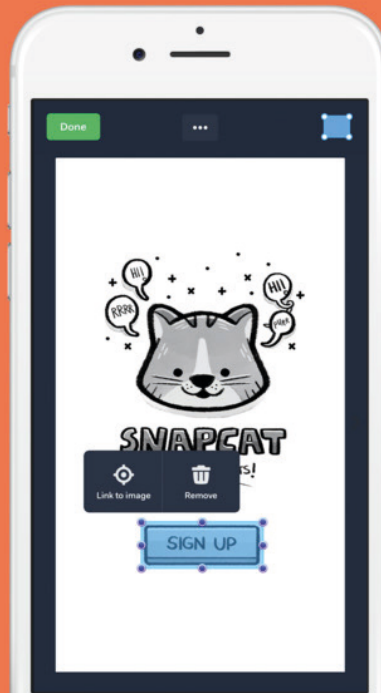 Done
HI!
HI!
RRRR
PURR
SNAPCAT
Link to image
Remove
SIGN UP